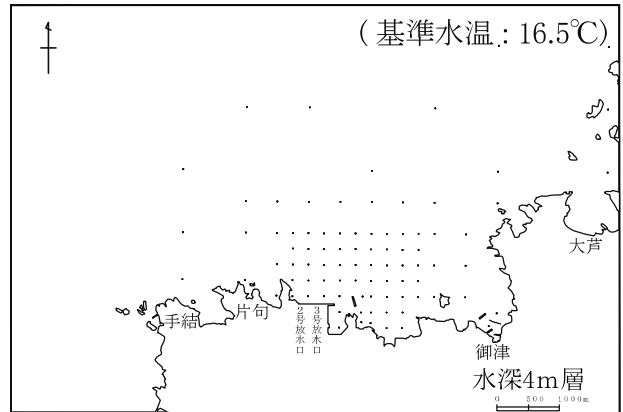 (基準水温:16.5℃)
大芦
片句
手結
2号放水口
3号放水口
御津
水深4m層
0 500 1000m